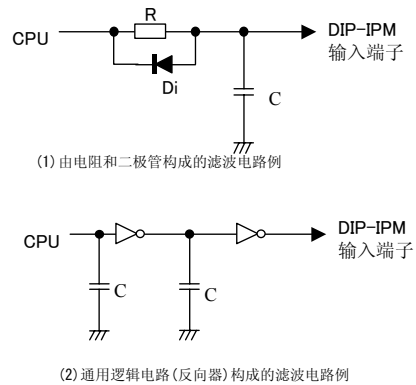 R
CPU
DIP-IPM
输入端子
Di
C
(1)由电阻和二极管构成的滤波电路例
CPU
DIP-IPM
输入端子
C
C
(2)通用逻辑电路(反向器)构成的滤波电路例